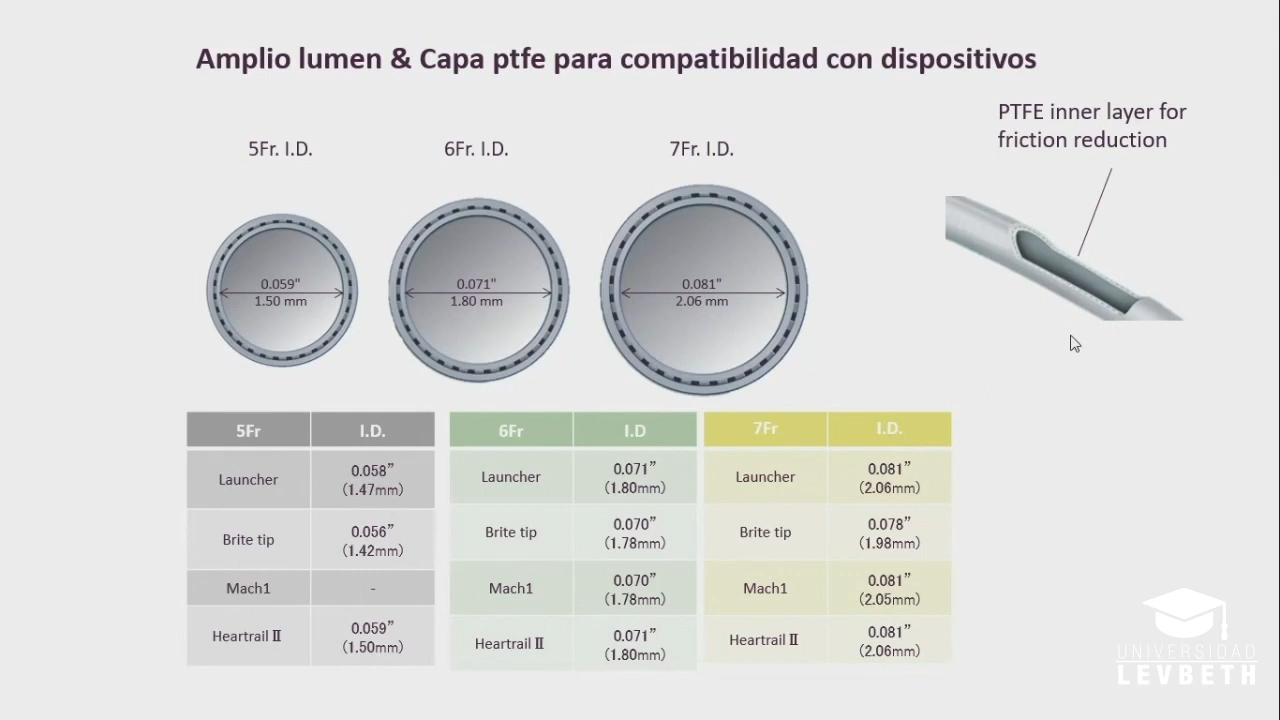 Amplio lumen & Capa ptfe para compatibilidad con dispositivos
PTFE inner layer for
friction reduction
5Fr. I.D.
6Fr. I.D.
7Fr. I.D.
0.059"
1.50 mm
0.071"
1.80 mm
0.081"
2.06 mm
5Fr I.D.
Launcher 0.058”
(1.47mm)
Brite tip 0.056”
(1.42mm)
Mach1 -
Heartrail Ⅱ 0.059”
(1.50mm)
6Fr I.D
Launcher 0.071”
(1.80mm)
Brite tip 0.070”
(1.78mm)
Mach1 0.070”
(1.78mm)
Heartrail Ⅱ 0.071”
(1.80mm)
7Fr I.D.
Launcher 0.081”
(2.06mm)
Brite tip 0.078”
(1.98mm)
Mach1 0.081”
(2.05mm)
Heartrail Ⅱ 0.081”
(2.06mm)
UNIVERSIDAD
LEVBETH